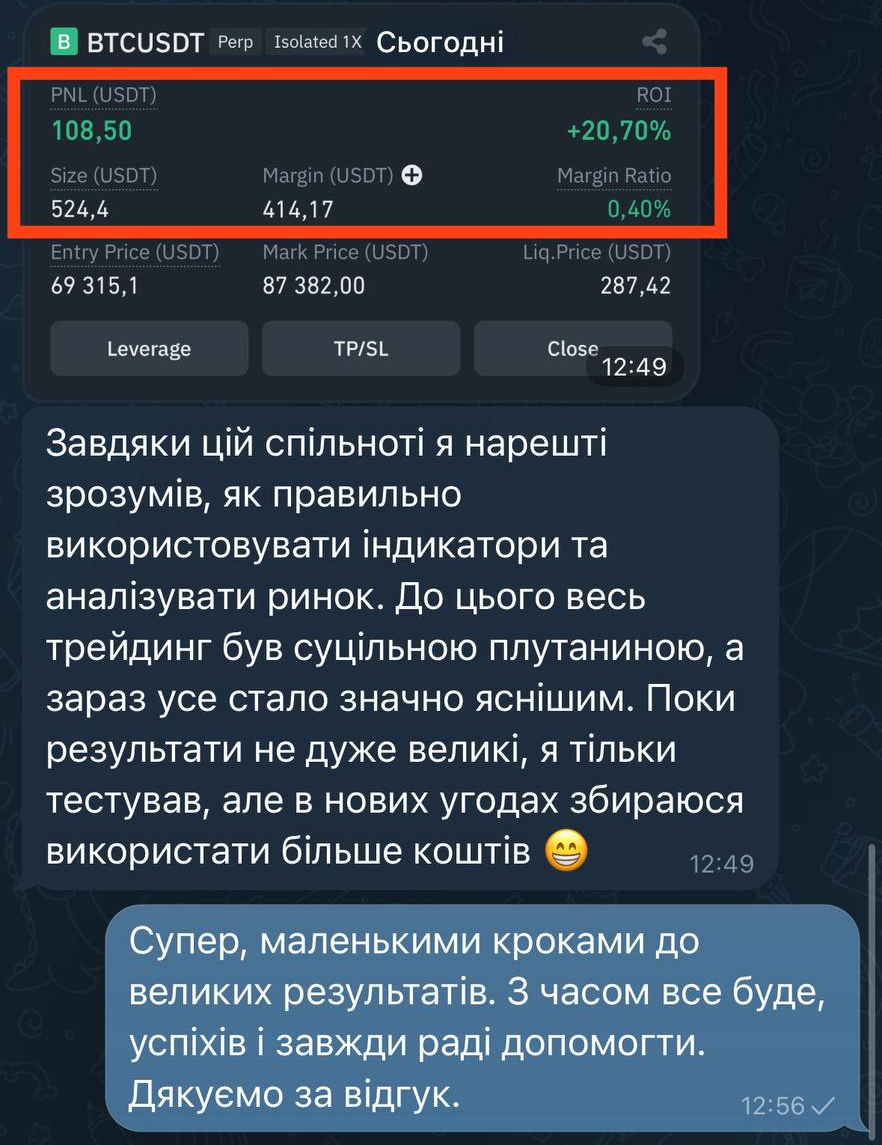 B BTCUSDT Perp Isolated 1X Сьогодні
PNL (USDT) ROI
108,50 +20,70%
Size (USDT) Margin (USDT) Margin Ratio
524,4 414,17 0,40%
Entry Price (USDT) Mark Price (USDT) Liq.Price (USDT)
69 315,1 87 382,00 287,42
Leverage TP/SL Close
12:49
Завдяки цій спільноті я нарешті
зрозумів, як правильно
використовувати індикатори та
аналізувати ринок. До цього весь
трейдинг був суцільною плутаниною, а
зараз усе стало значно яснішим. Поки
результати не дуже великі, я тільки
тестував, але в нових угодах збираюся
використати більше коштів 😁
12:49
Супер, маленькими кроками до
великих результатів. З часом все буде,
успіхів і завжди раді допомогти.
Дякуємо за відгук.
12:56